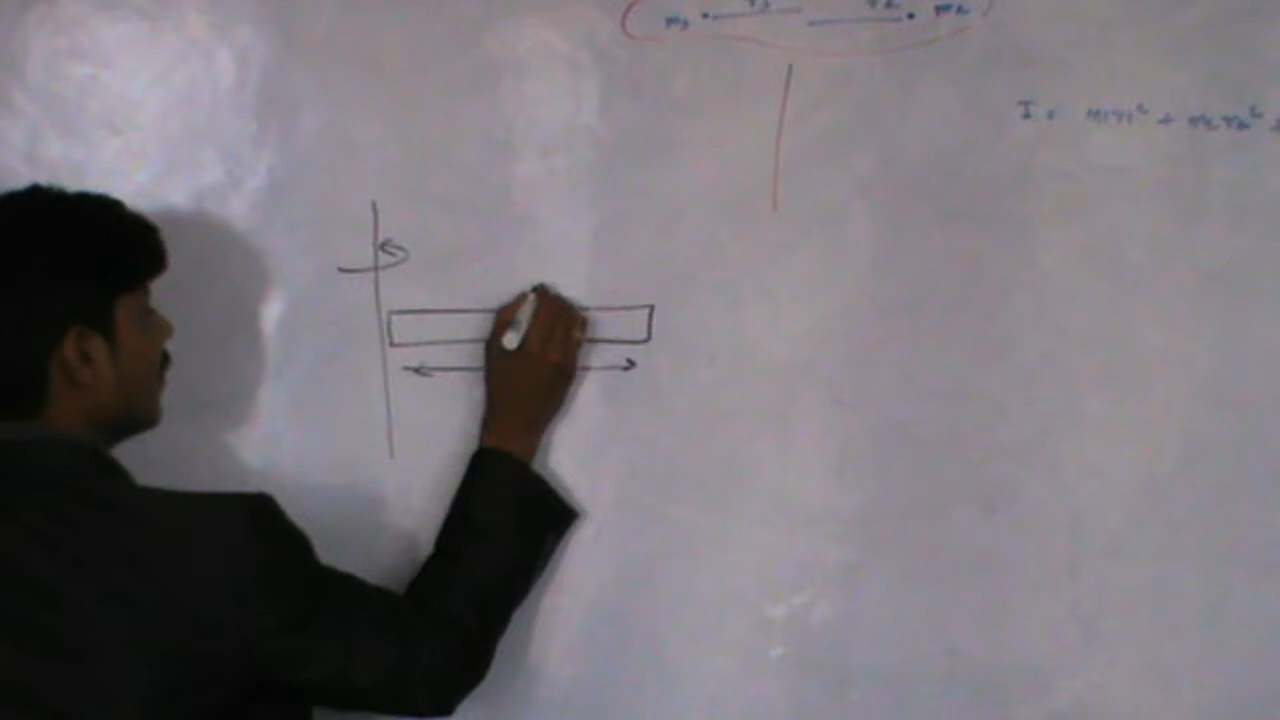 m₁ r₁ r₂ m₂
I = m₁r₁² + m₂r₂² +